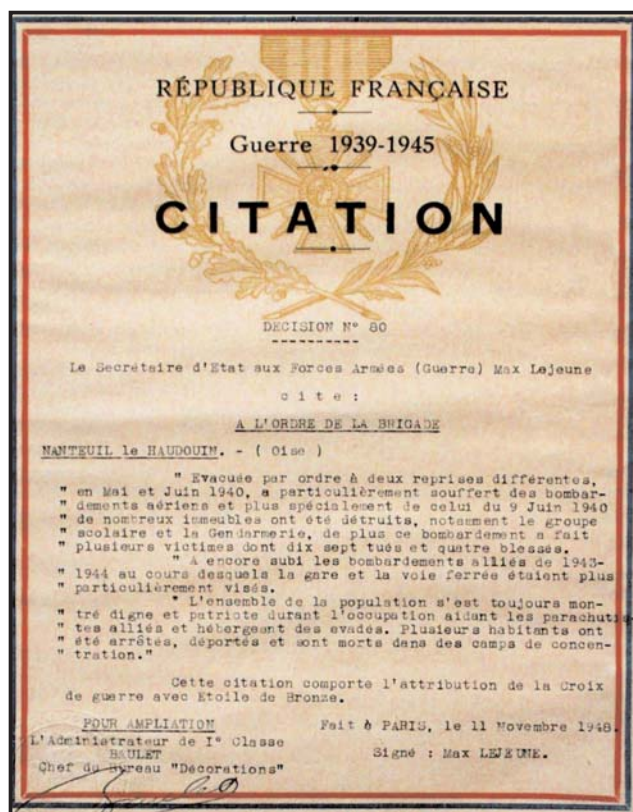 RÉPUBLIQUE FRANÇAISE
Guerre 1939-1945
CITATION
DECISION N° 80
----------
Le Secrétaire d'Etat aux Forces Armées (Guerre) Max Lejeune
c i t e :
A L'ORDRE DE LA BRIGADE
NANTEUIL le HAUDOUIN. - ( Oise )
" Evacuée par ordre à deux reprises différentes,
" en Mai et Juin 1940, a particulièrement souffert des bombar-
" dements aériens et plus spécialement de celui du 9 Juin 1940
" de nombreux immeubles ont été détruits, notamment le groupe
" scolaire et la Gendarmerie, de plus ce bombardement a fait
" plusieurs victimes dont dix sept tués et quatre blessés.
" A encore subi les bombardements alliés de 1943-
" 1944 au cours desquels la gare et la voie ferrée étaient plus
" particulièrement visés.
" L'ensemble de la population s'est toujours mon-
" tré digne et patriote durant l'occupation aidant les parachutis-
" tes alliés et hébergeant des evadés. Plusieurs habitants ont
" été arrêtés, déportés et sont morts dans des camps de concen-
" tration."
Cette citation comporte l'attribution de la Croix
de guerre avec Etoile de Bronze.
POUR AMPLIATION
L'Administrateur de I° Classe
BAULET
Chef du Bureau "Décorations"
Fait à PARIS, le 11 Novembre 1948.
Signé : Max LEJEUNE.